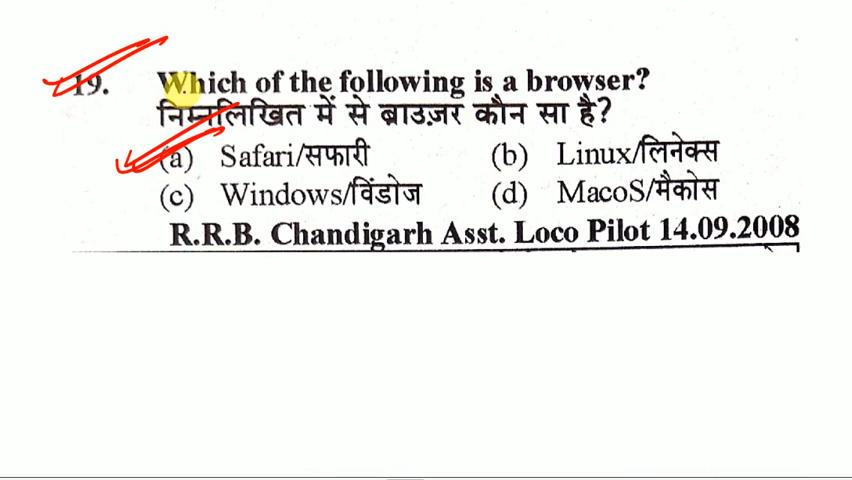 19. Which of the following is a browser?
निम्नलिखित में से ब्राउज़र कौन सा है?
(a) Safari/सफारी (b) Linux/लिनेक्स
(c) Windows/विंडोज (d) MacoS/मैकोस
R.R.B. Chandigarh Asst. Loco Pilot 14.09.2008